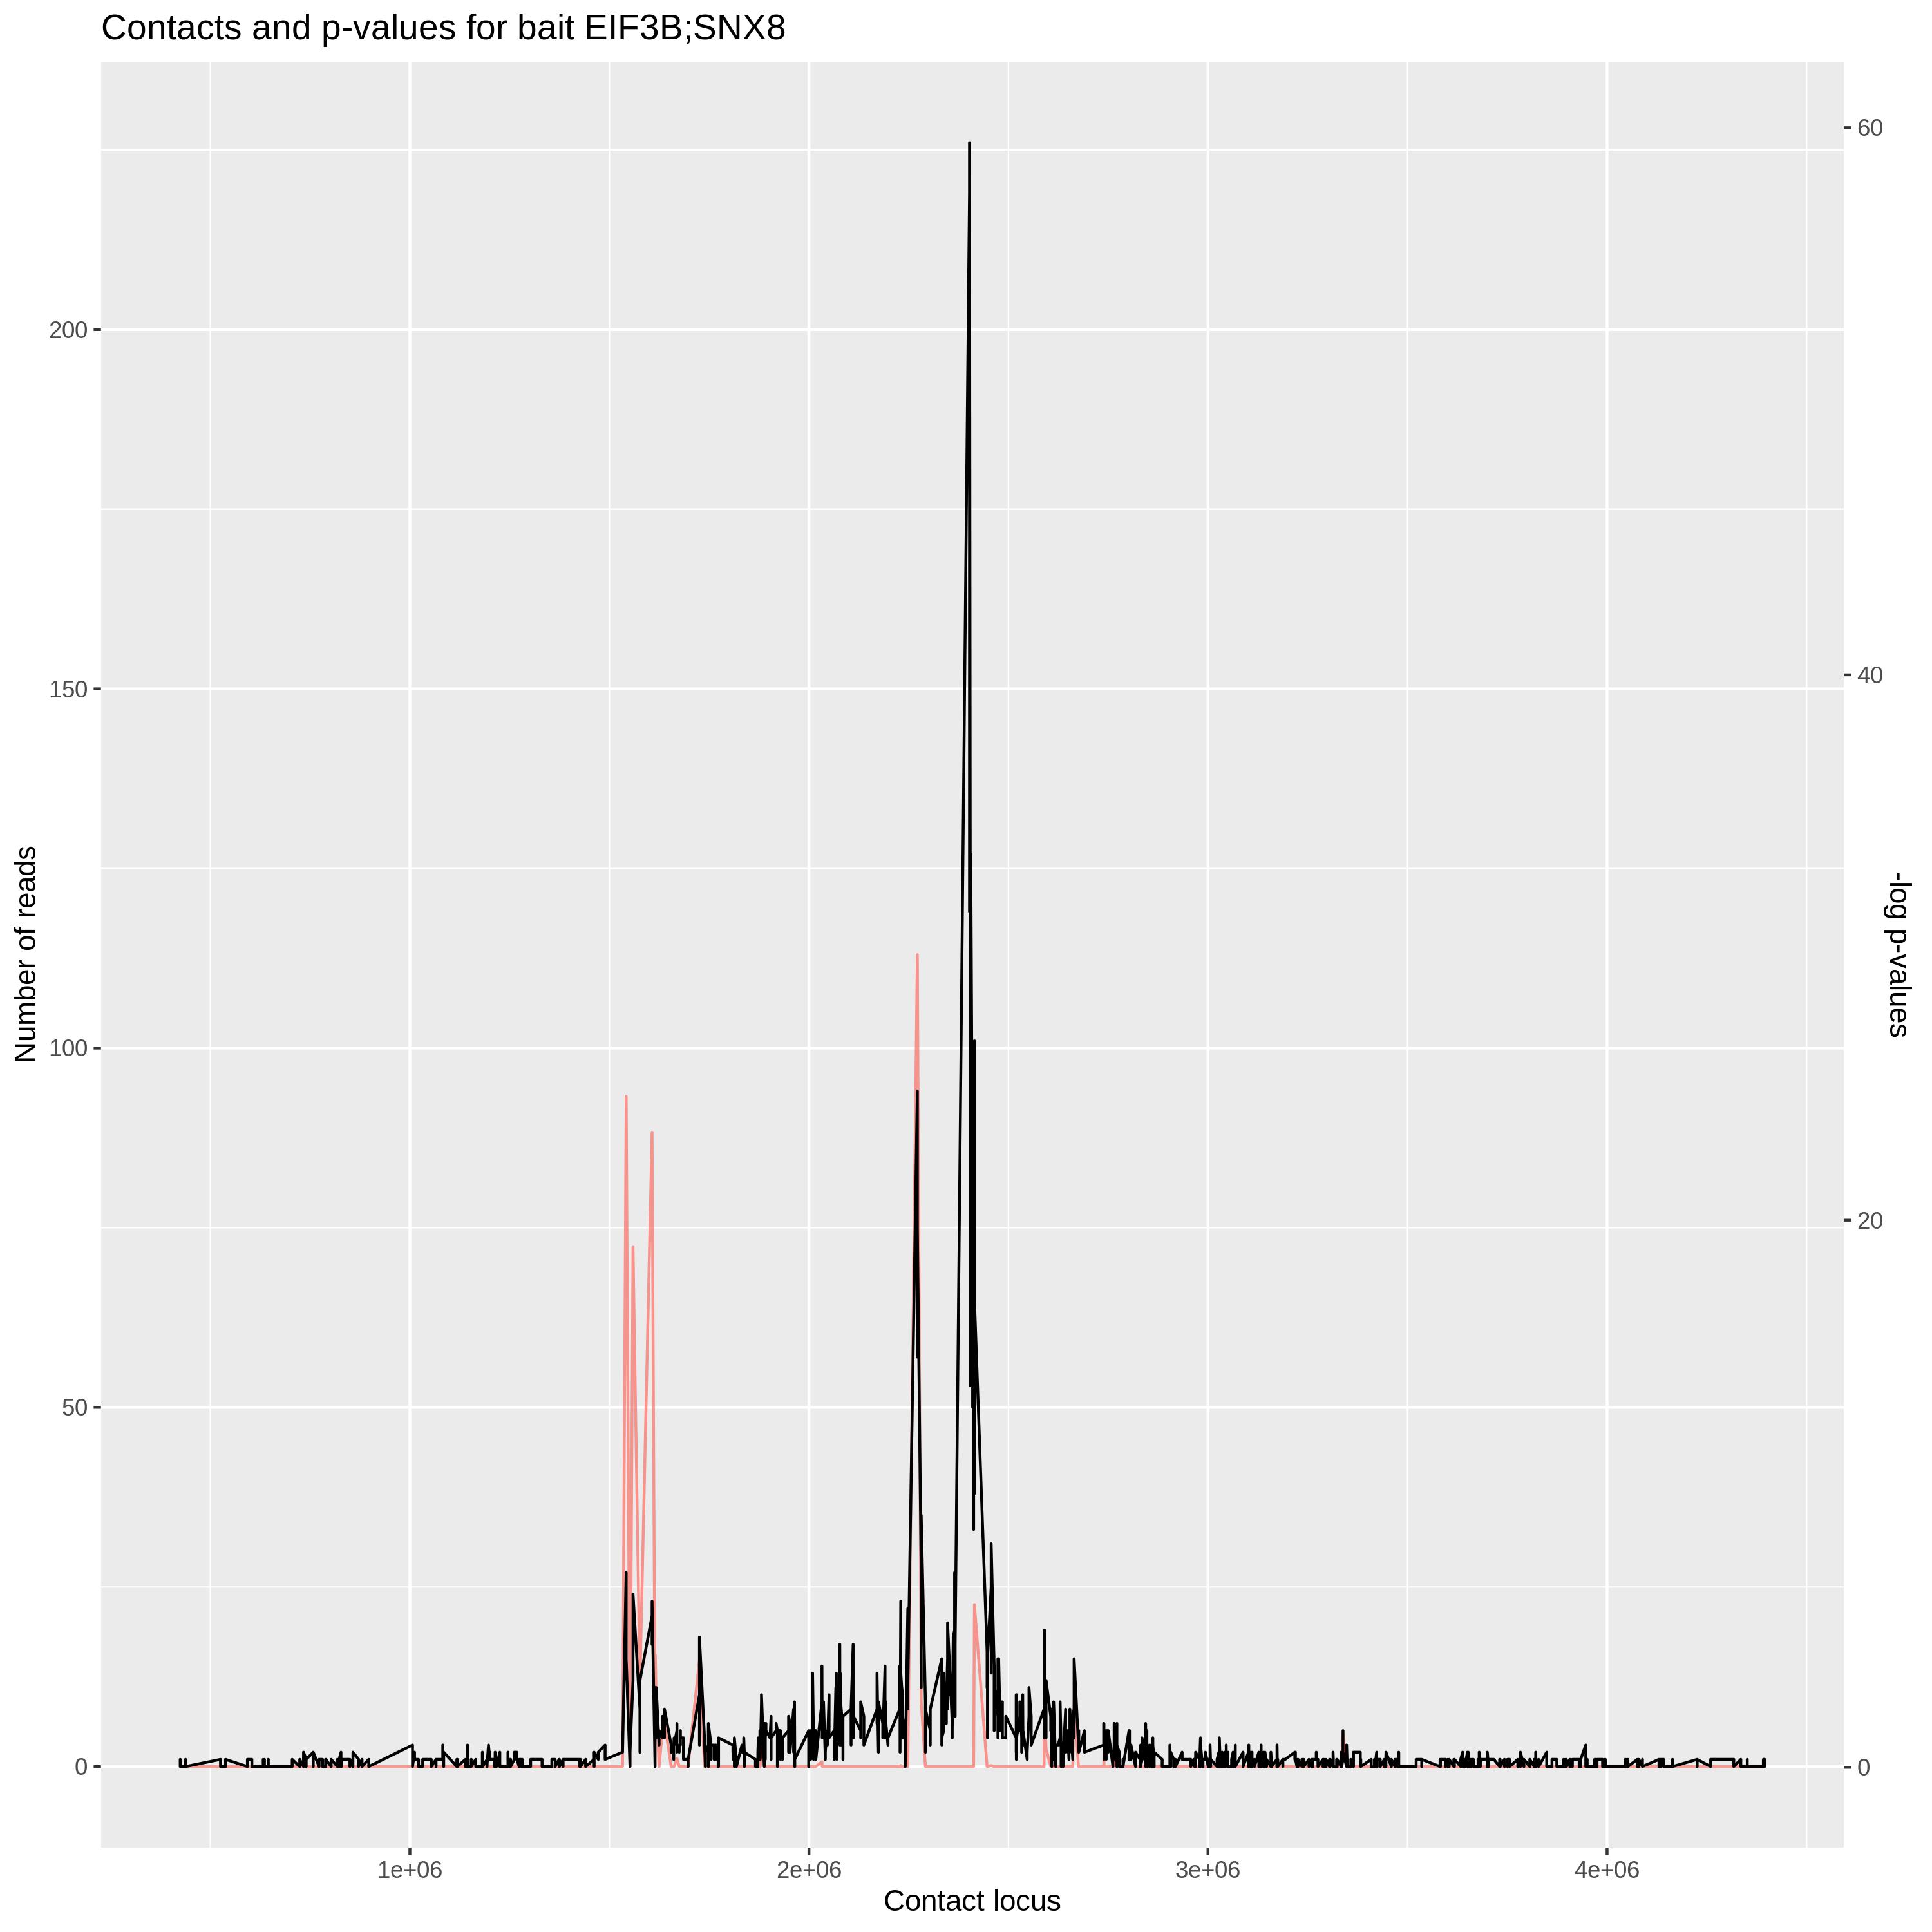 Contacts and p-values for bait EIF3B;SNX8
Number of reads
200
150
100
50
0
60
40
20
0
-log p-values
1e+06
2e+06
3e+06
4e+06
Contact locus